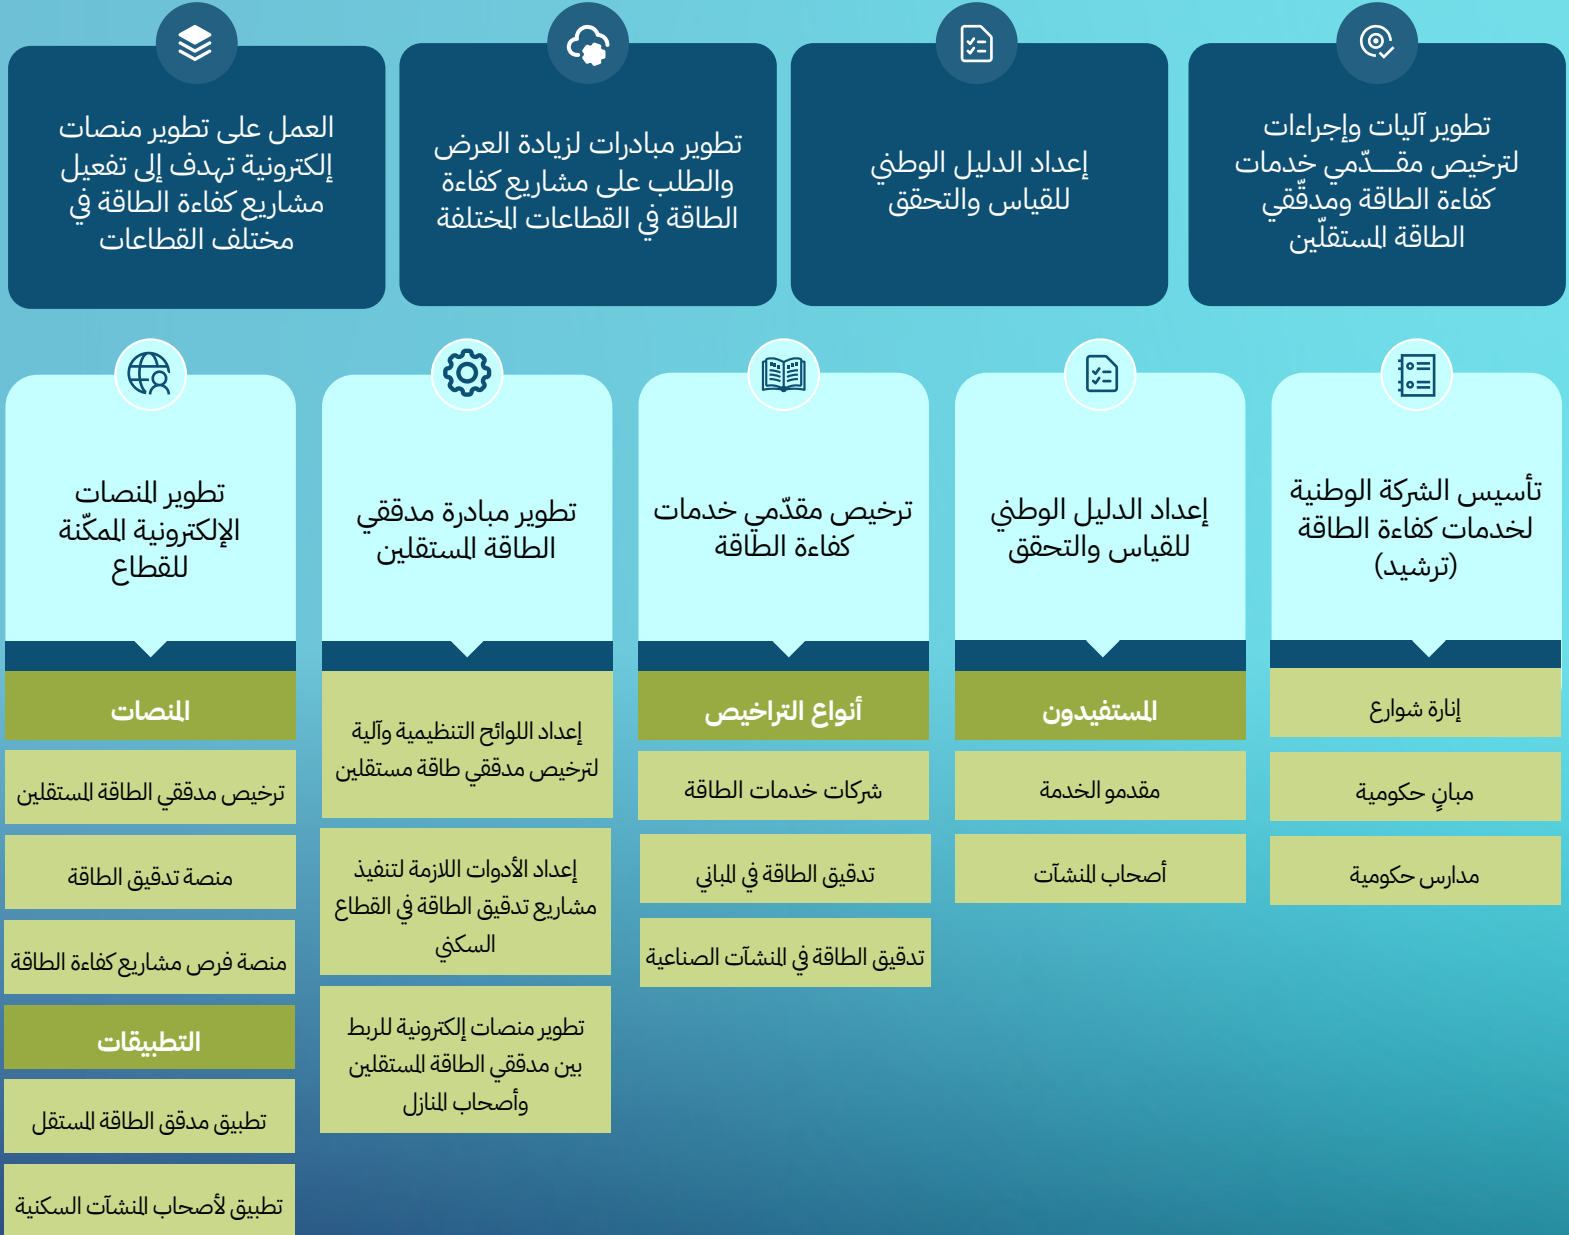 تطوير آليات وإجراءات
لترخيص مقـــدّمي خدمات
كفاءة الطاقة ومدقّقي
الطاقة المستقلّين
إعداد الدليل الوطني
للقياس والتحقق
تطوير مبادرات لزيادة العرض
والطلب على مشاريع كفاءة
الطاقة في القطاعات المختلفة
العمل على تطوير منصات
إلكترونية تهدف إلى تفعيل
مشاريع كفاءة الطاقة في
مختلف القطاعات
تأسيس الشركة الوطنية
لخدمات كفاءة الطاقة
(ترشيد)
إنارة شوارع
مبانٍ حكومية
مدارس حكومية
إعداد الدليل الوطني
للقياس والتحقق
المستفيدون
مقدمو الخدمة
أصحاب المنشآت
ترخيص مقدّمي خدمات
كفاءة الطاقة
أنواع التراخيص
شركات خدمات الطاقة
تدقيق الطاقة في المباني
تدقيق الطاقة في المنشآت الصناعية
تطوير مبادرة مدققي
الطاقة المستقلين
إعداد اللوائح التنظيمية وآلية
لترخيص مدققي طاقة مستقلين
إعداد الأدوات اللازمة لتنفيذ
مشاريع تدقيق الطاقة في القطاع
السكني
تطوير منصات إلكترونية للربط
بين مدققي الطاقة المستقلين
وأصحاب المنازل
تطوير المنصات
الإلكترونية الممكّنة
للقطاع
المنصات
ترخيص مدققي الطاقة المستقلين
منصة تدقيق الطاقة
منصة فرص مشاريع كفاءة الطاقة
التطبيقات
تطبيق مدقق الطاقة المستقل
تطبيق لأصحاب المنشآت السكنية